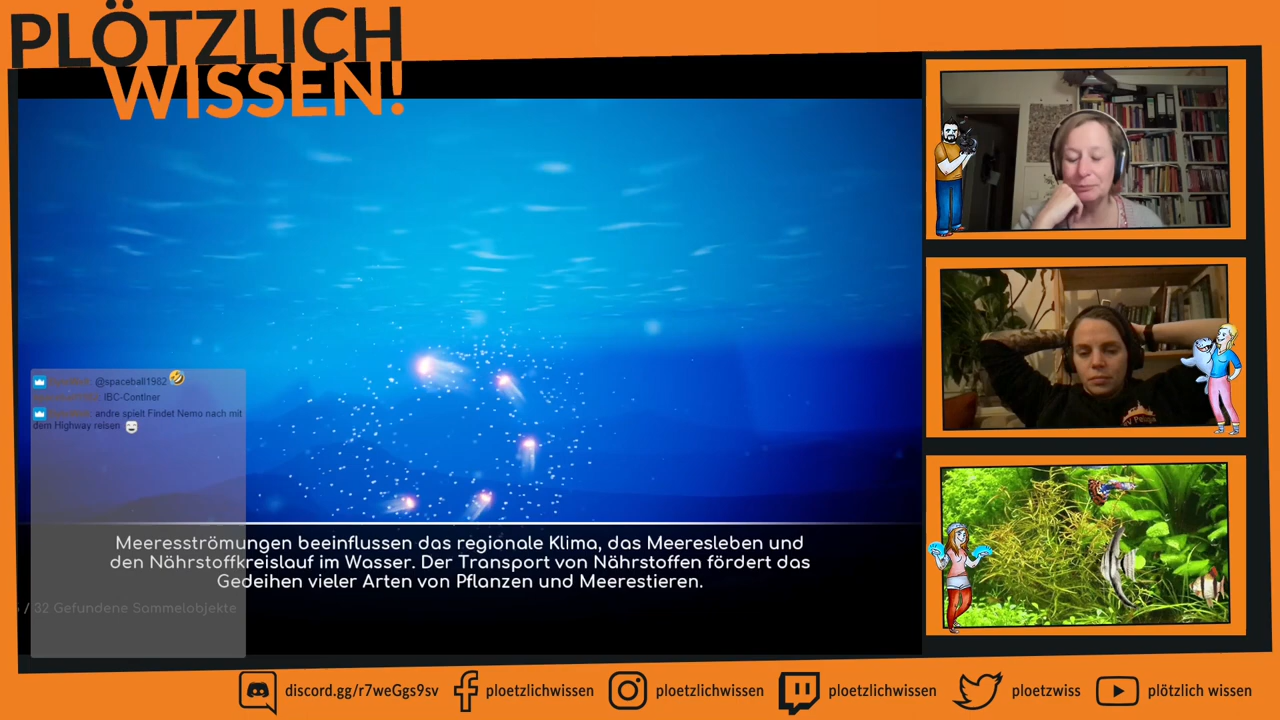 PLÖTZLICH
WISSEN!
@spaceball1982
IBC-Continer
andre spielt Findet Nemo nach mit
dem Highway reisen
Meeresströmungen beeinflussen das regionale Klima, das Meeresleben und
den Nährstoffkreislauf im Wasser. Der Transport von Nährstoffen fördert das
Gedeihen vieler Arten von Pflanzen und Meerestieren.
/ 32 Gefundene Sammelobjekte
discord.gg/r7weGgs9sv
ploetzlichwissen
ploetzlichwissen
ploetzlichwissen
ploetzwiss
plötzlich wissen